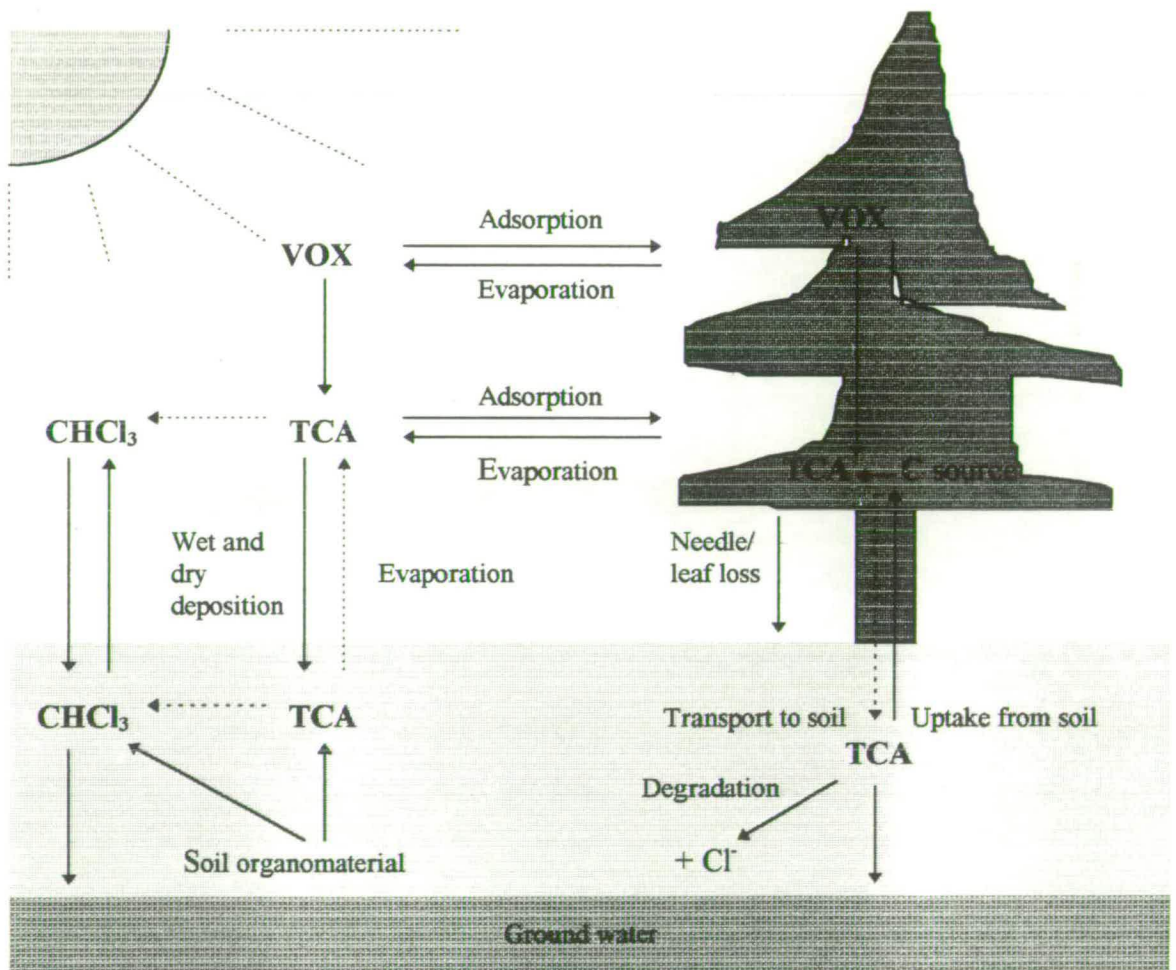 Adsorption
VOX
VOX
Evaporation
Adsorption
CHCl₃
TCA
Evaporation
TCA
C source
Wet and
dry
deposition
Evaporation
Needle/
leaf loss
CHCl₃
TCA
Transport to soil
Uptake from soil
TCA
Degradation
Soil organomaterial
+ Cl⁻
Ground water